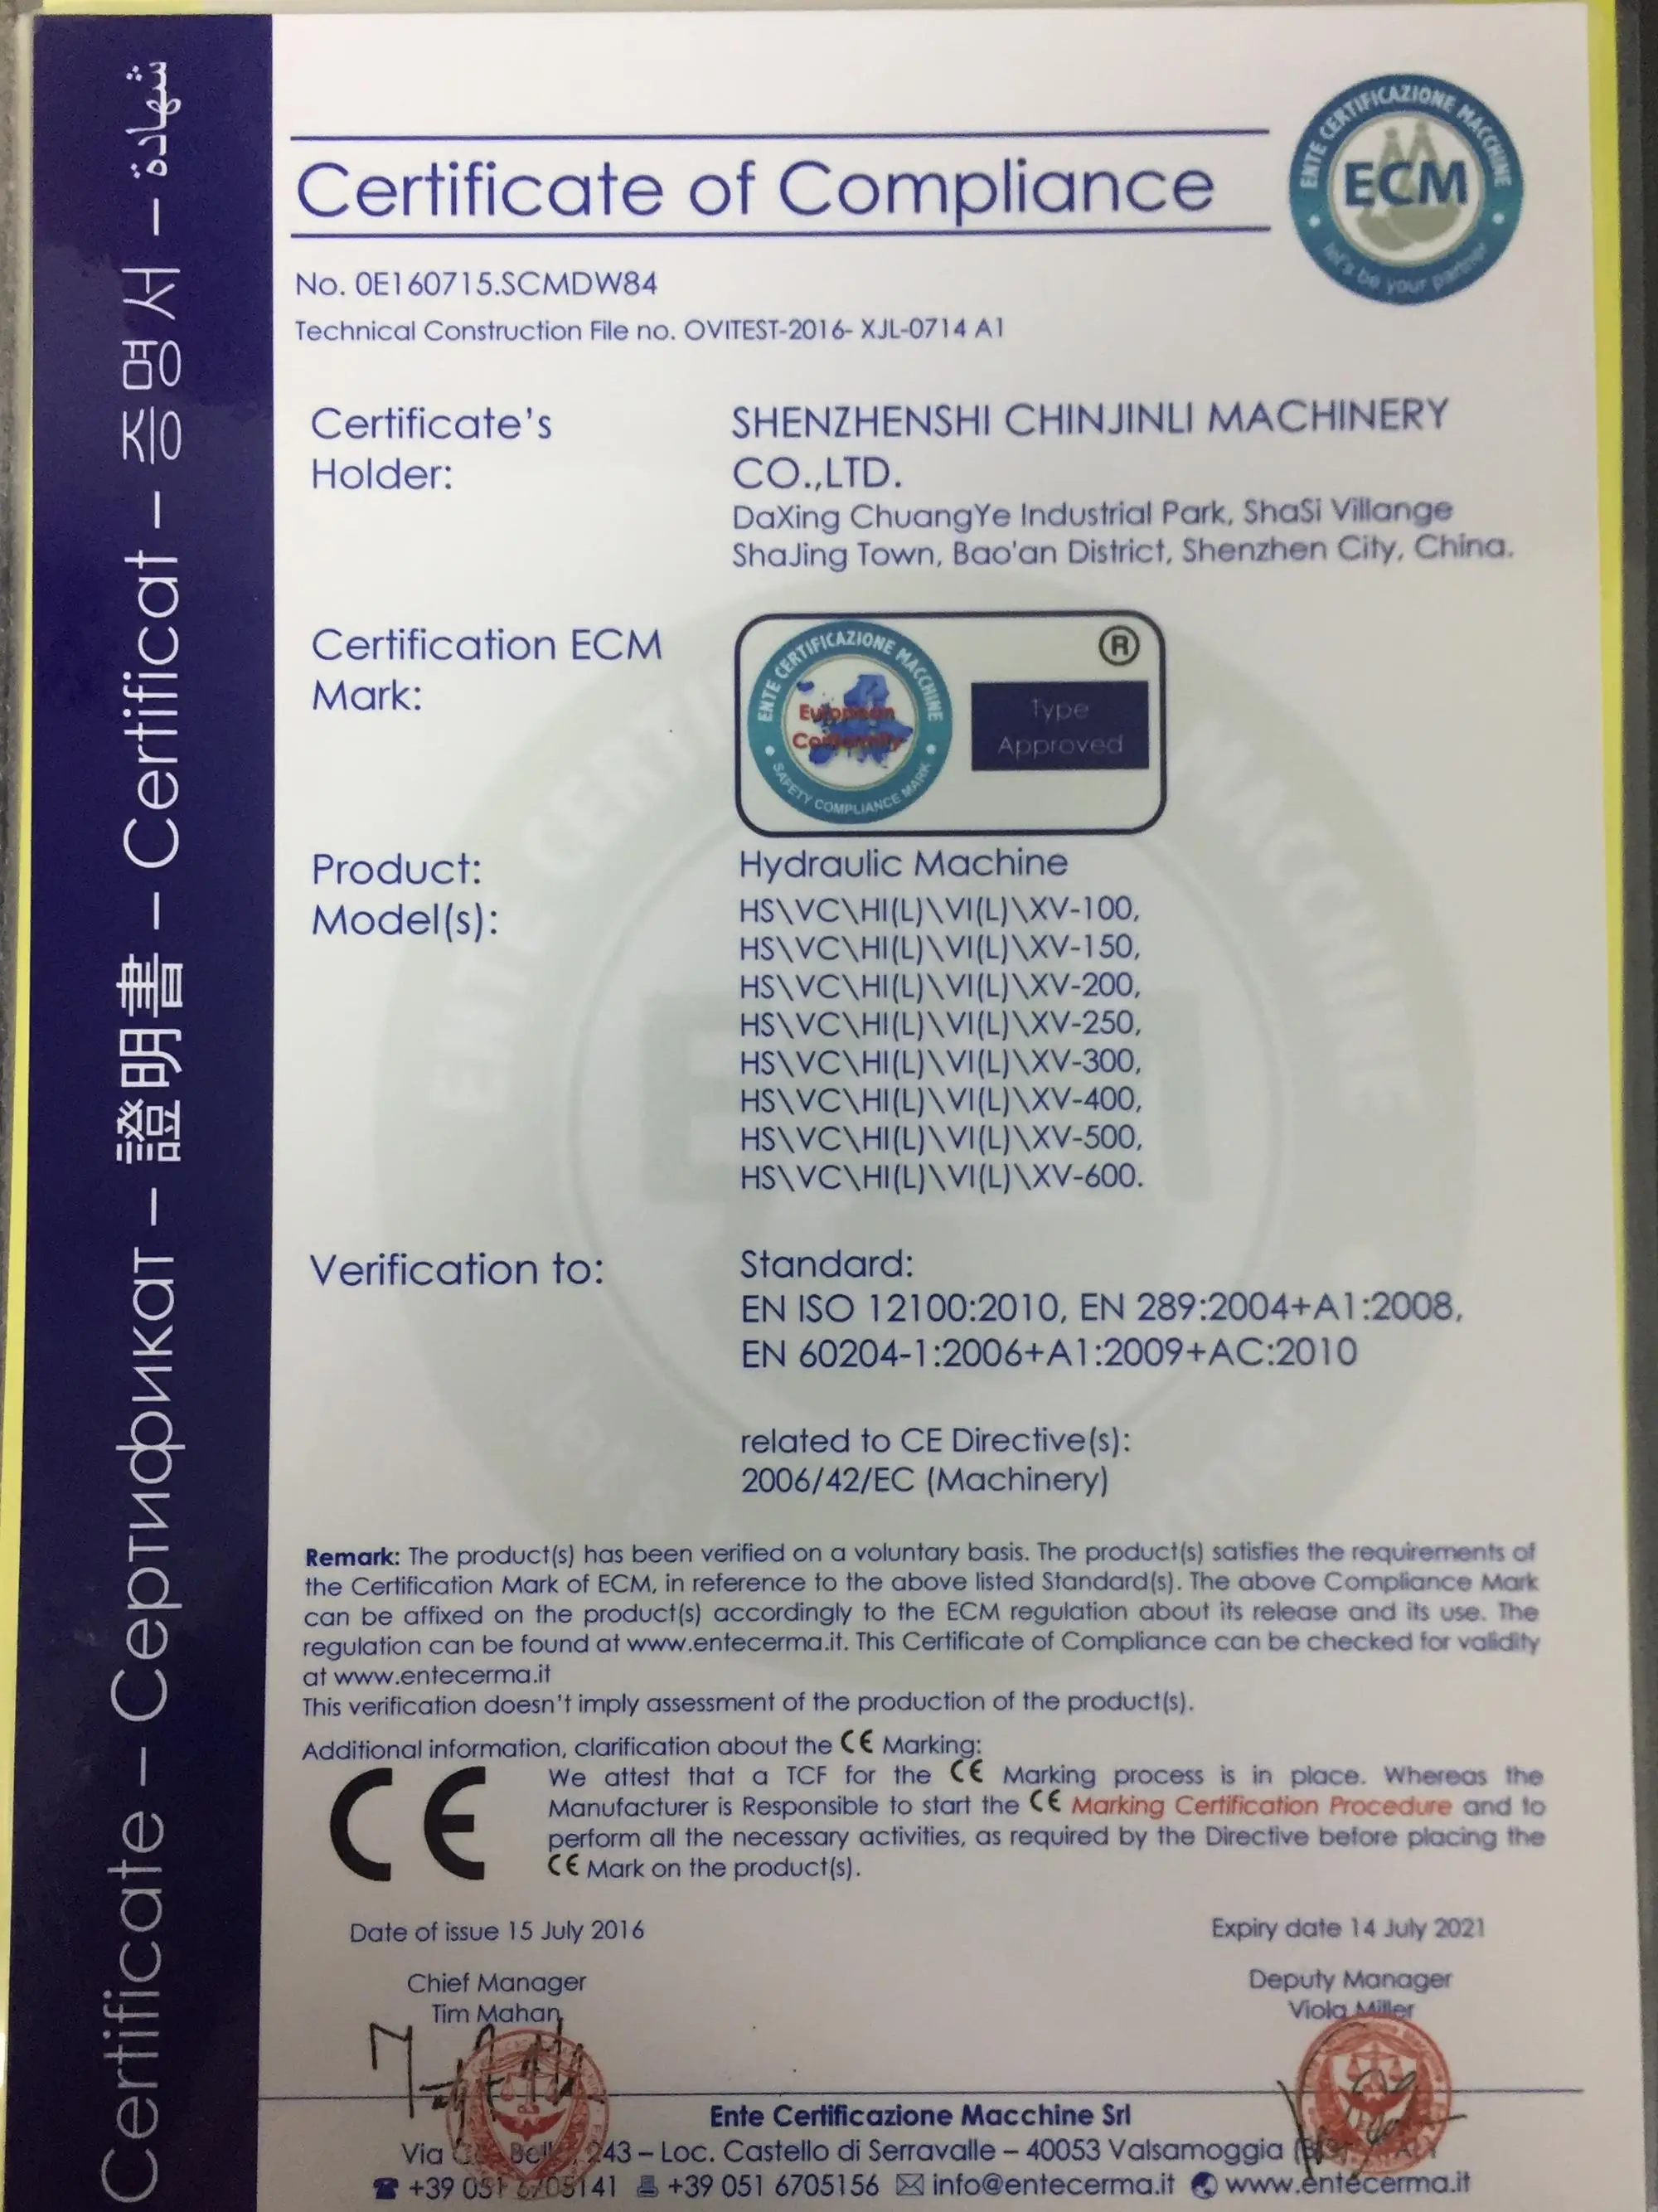 Certificate – Сертификат – 證明書 – Certificat – 증명서 – شهادة
Certificate of Compliance
ENTE CERTIFICAZIONE MACCHINE
ECM
let's be your partner
No. 0E160715.SCMDW84
Technical Construction File no. OVITEST-2016- XJL-0714 A1
Certificate's
Holder:
SHENZHENSHI CHINJINLI MACHINERY
CO.,LTD.
DaXing ChuangYe Industrial Park, ShaSi Villange
ShaJing Town, Bao'an District, Shenzhen City, China.
Certification ECM
Mark:
ENTE CERTIFICAZIONE MACCHINE
European
Conformity
SAFETY COMPLIANCE MARK
®
Type
Approved
Product:
Hydraulic Machine
Model(s):
HS\VC\HI(L)\VI(L)\XV-100,
HS\VC\HI(L)\VI(L)\XV-150,
HS\VC\HI(L)\VI(L)\XV-200,
HS\VC\HI(L)\VI(L)\XV-250,
HS\VC\HI(L)\VI(L)\XV-300,
HS\VC\HI(L)\VI(L)\XV-400,
HS\VC\HI(L)\VI(L)\XV-500,
HS\VC\HI(L)\VI(L)\XV-600.
Verification to:
Standard:
EN ISO 12100:2010, EN 289:2004+A1:2008,
EN 60204-1:2006+A1:2009+AC:2010
related to CE Directive(s):
2006/42/EC (Machinery)
Remark: The product(s) has been verified on a voluntary basis. The product(s) satisfies the requirements of
the Certification Mark of ECM, in reference to the above listed Standard(s). The above Compliance Mark
can be affixed on the product(s) accordingly to the ECM regulation about its release and its use. The
regulation can be found at www.entecerma.it. This Certificate of Compliance can be checked for validity
at www.entecerma.it
This verification doesn't imply assessment of the production of the product(s).
Additional information, clarification about the CE Marking:
CE
We attest that a TCF for the CE Marking process is in place. Whereas the
Manufacturer is Responsible to start the CE Marking Certification Procedure and to
perform all the necessary activities, as required by the Directive before placing the
CE Mark on the product(s).
Date of issue 15 July 2016
Expiry date 14 July 2021
Chief Manager
Tim Mahan
Deputy Manager
Viola Miller
Ente Certificazione Macchine Srl
Via 243 – Loc. Castello di Serravalle – 40053 Valsamoggia
+39 051 6705141 +39 051 6705156 info@entecerma.it www.entecerma.it